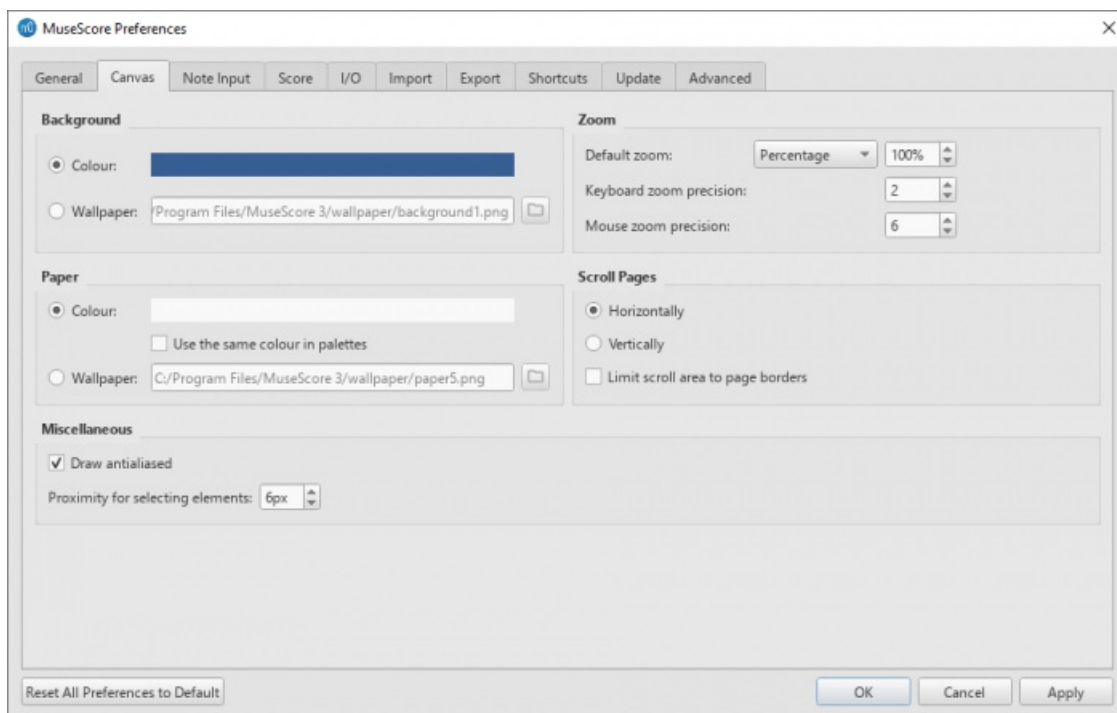 MuseScore Preferences
General Canvas Note Input Score I/O Import Export Shortcuts Update Advanced
Background
Colour:
Wallpaper: /Program Files/MuseScore 3/wallpaper/background1.png
Zoom
Default zoom: Percentage 100%
Keyboard zoom precision: 2
Mouse zoom precision: 6
Paper
Colour:
Use the same colour in palettes
Wallpaper: C:/Program Files/MuseScore 3/wallpaper/paper5.png
Scroll Pages
Horizontally
Vertically
Limit scroll area to page borders
Miscellaneous
Draw antialiased
Proximity for selecting elements: 6px
Reset All Preferences to Default OK Cancel Apply